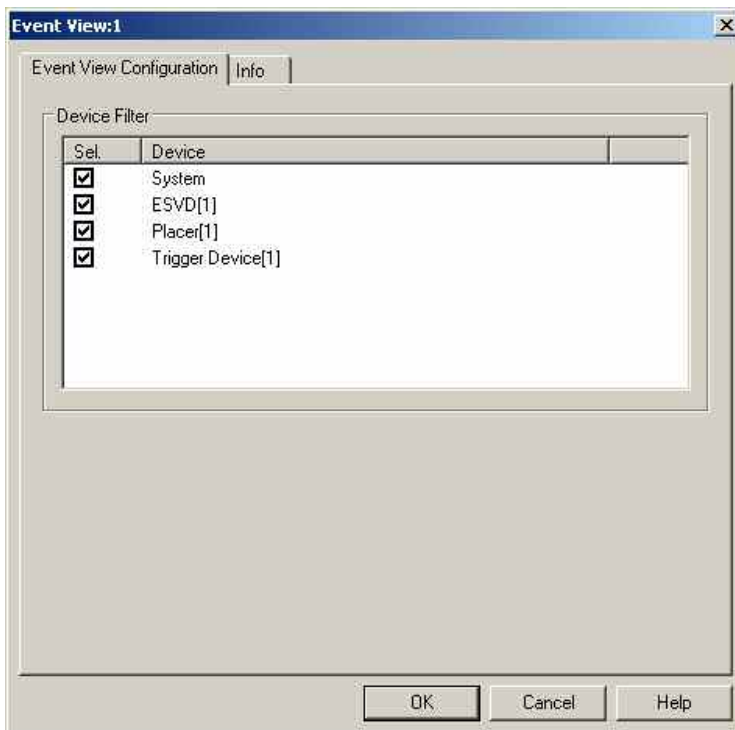 Event View:1
Event View Configuration Info
Device Filter
Sel. Device
System
ESVD[1]
Placer[1]
Trigger Device[1]
OK Cancel Help